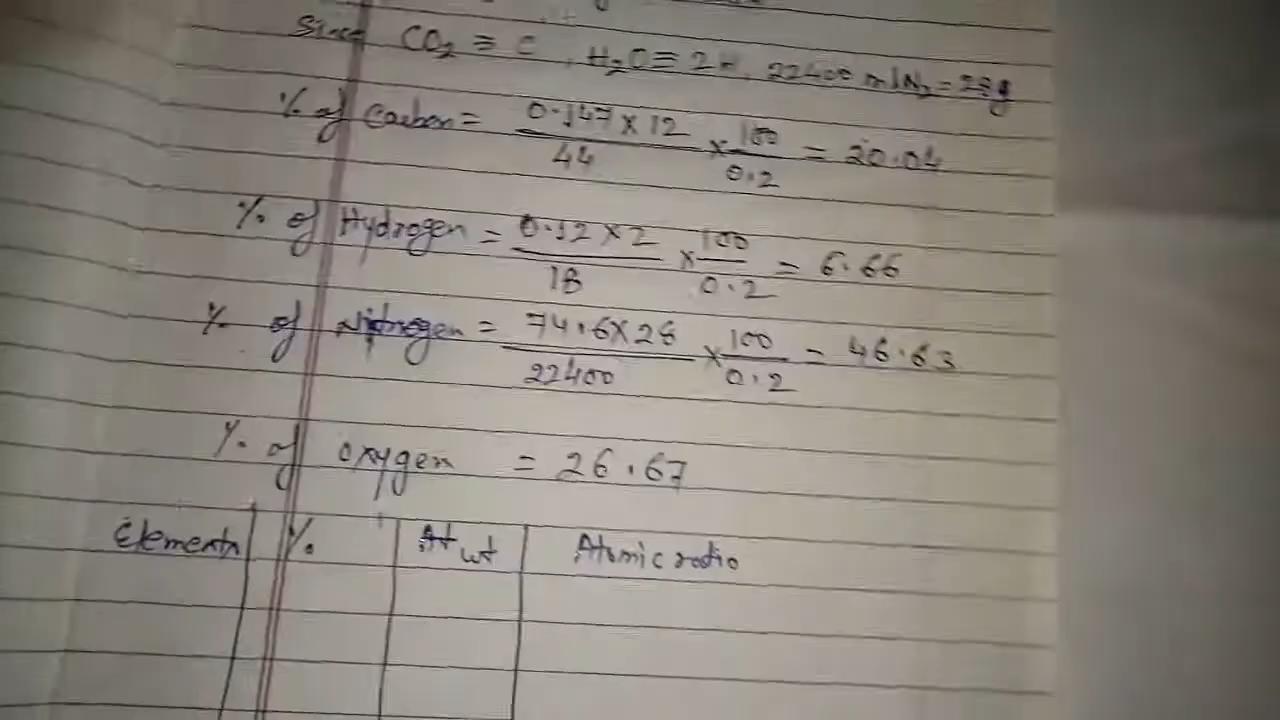 Since CO₂ ≡ C, H₂O ≡ 2H, 22400 ml N₂ = 28g
% of Carbon = 0.147 × 12 / 44 × 100 / 0.2 = 20.04
% of Hydrogen = 0.12 × 2 / 18 × 100 / 0.2 = 6.66
% of Nitrogen = 74.6 × 28 / 22400 × 100 / 0.2 = 46.63
% of oxygen = 26.67
Elements % At wt Atomic ratio